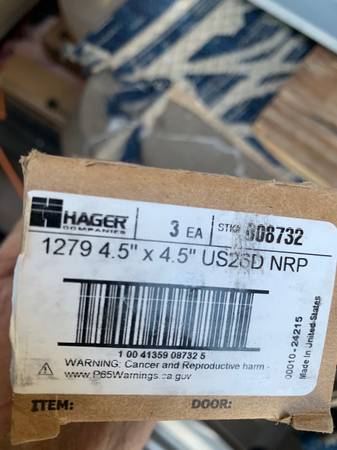 HAGER
COMPANIES
3 EA
STK# 808732
1279 4.5" x 4.5" US26D NRP
1 00 41359 08732 5
WARNING: Cancer and Reproductive harm -
www.P65Warnings.ca.gov
00010.24215
Made in United States
ITEM:
DOOR: